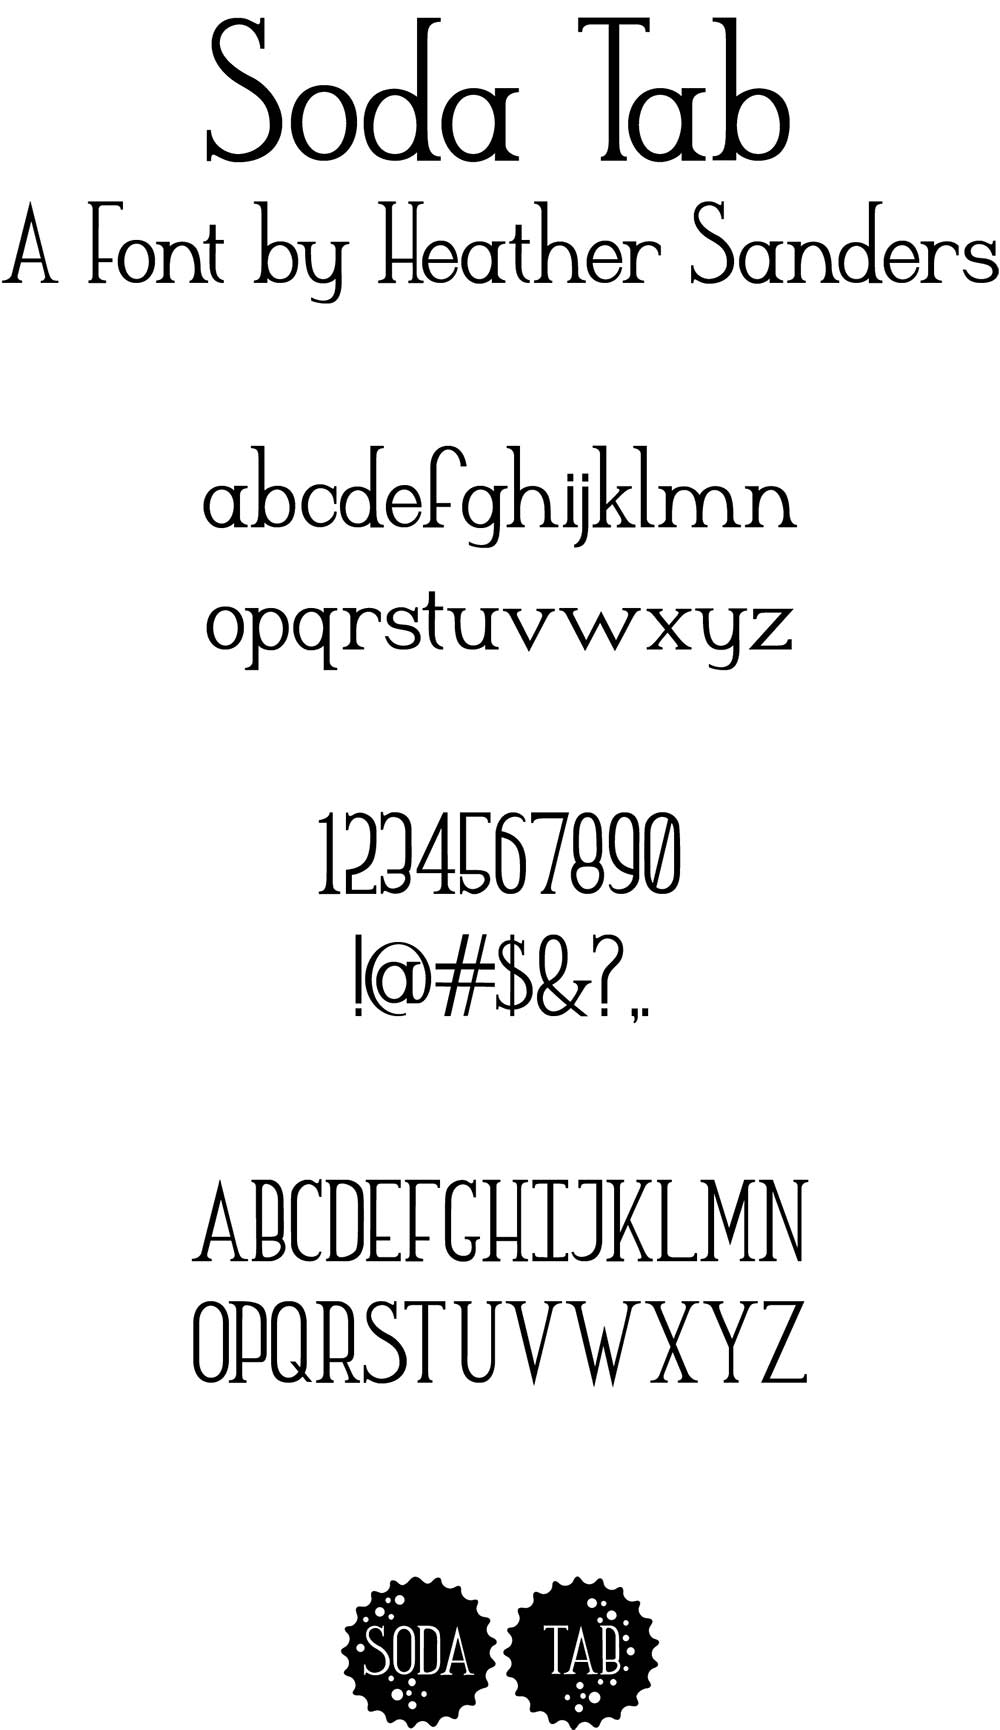 Soda Tab
A Font by Heather Sanders
abcdefghijklmn
opqrstuvwxyz
1234567890
!@#$&?,.
ABCDEFGHIJKLMN
OPQRSTUVWXYZ
SODA TAB